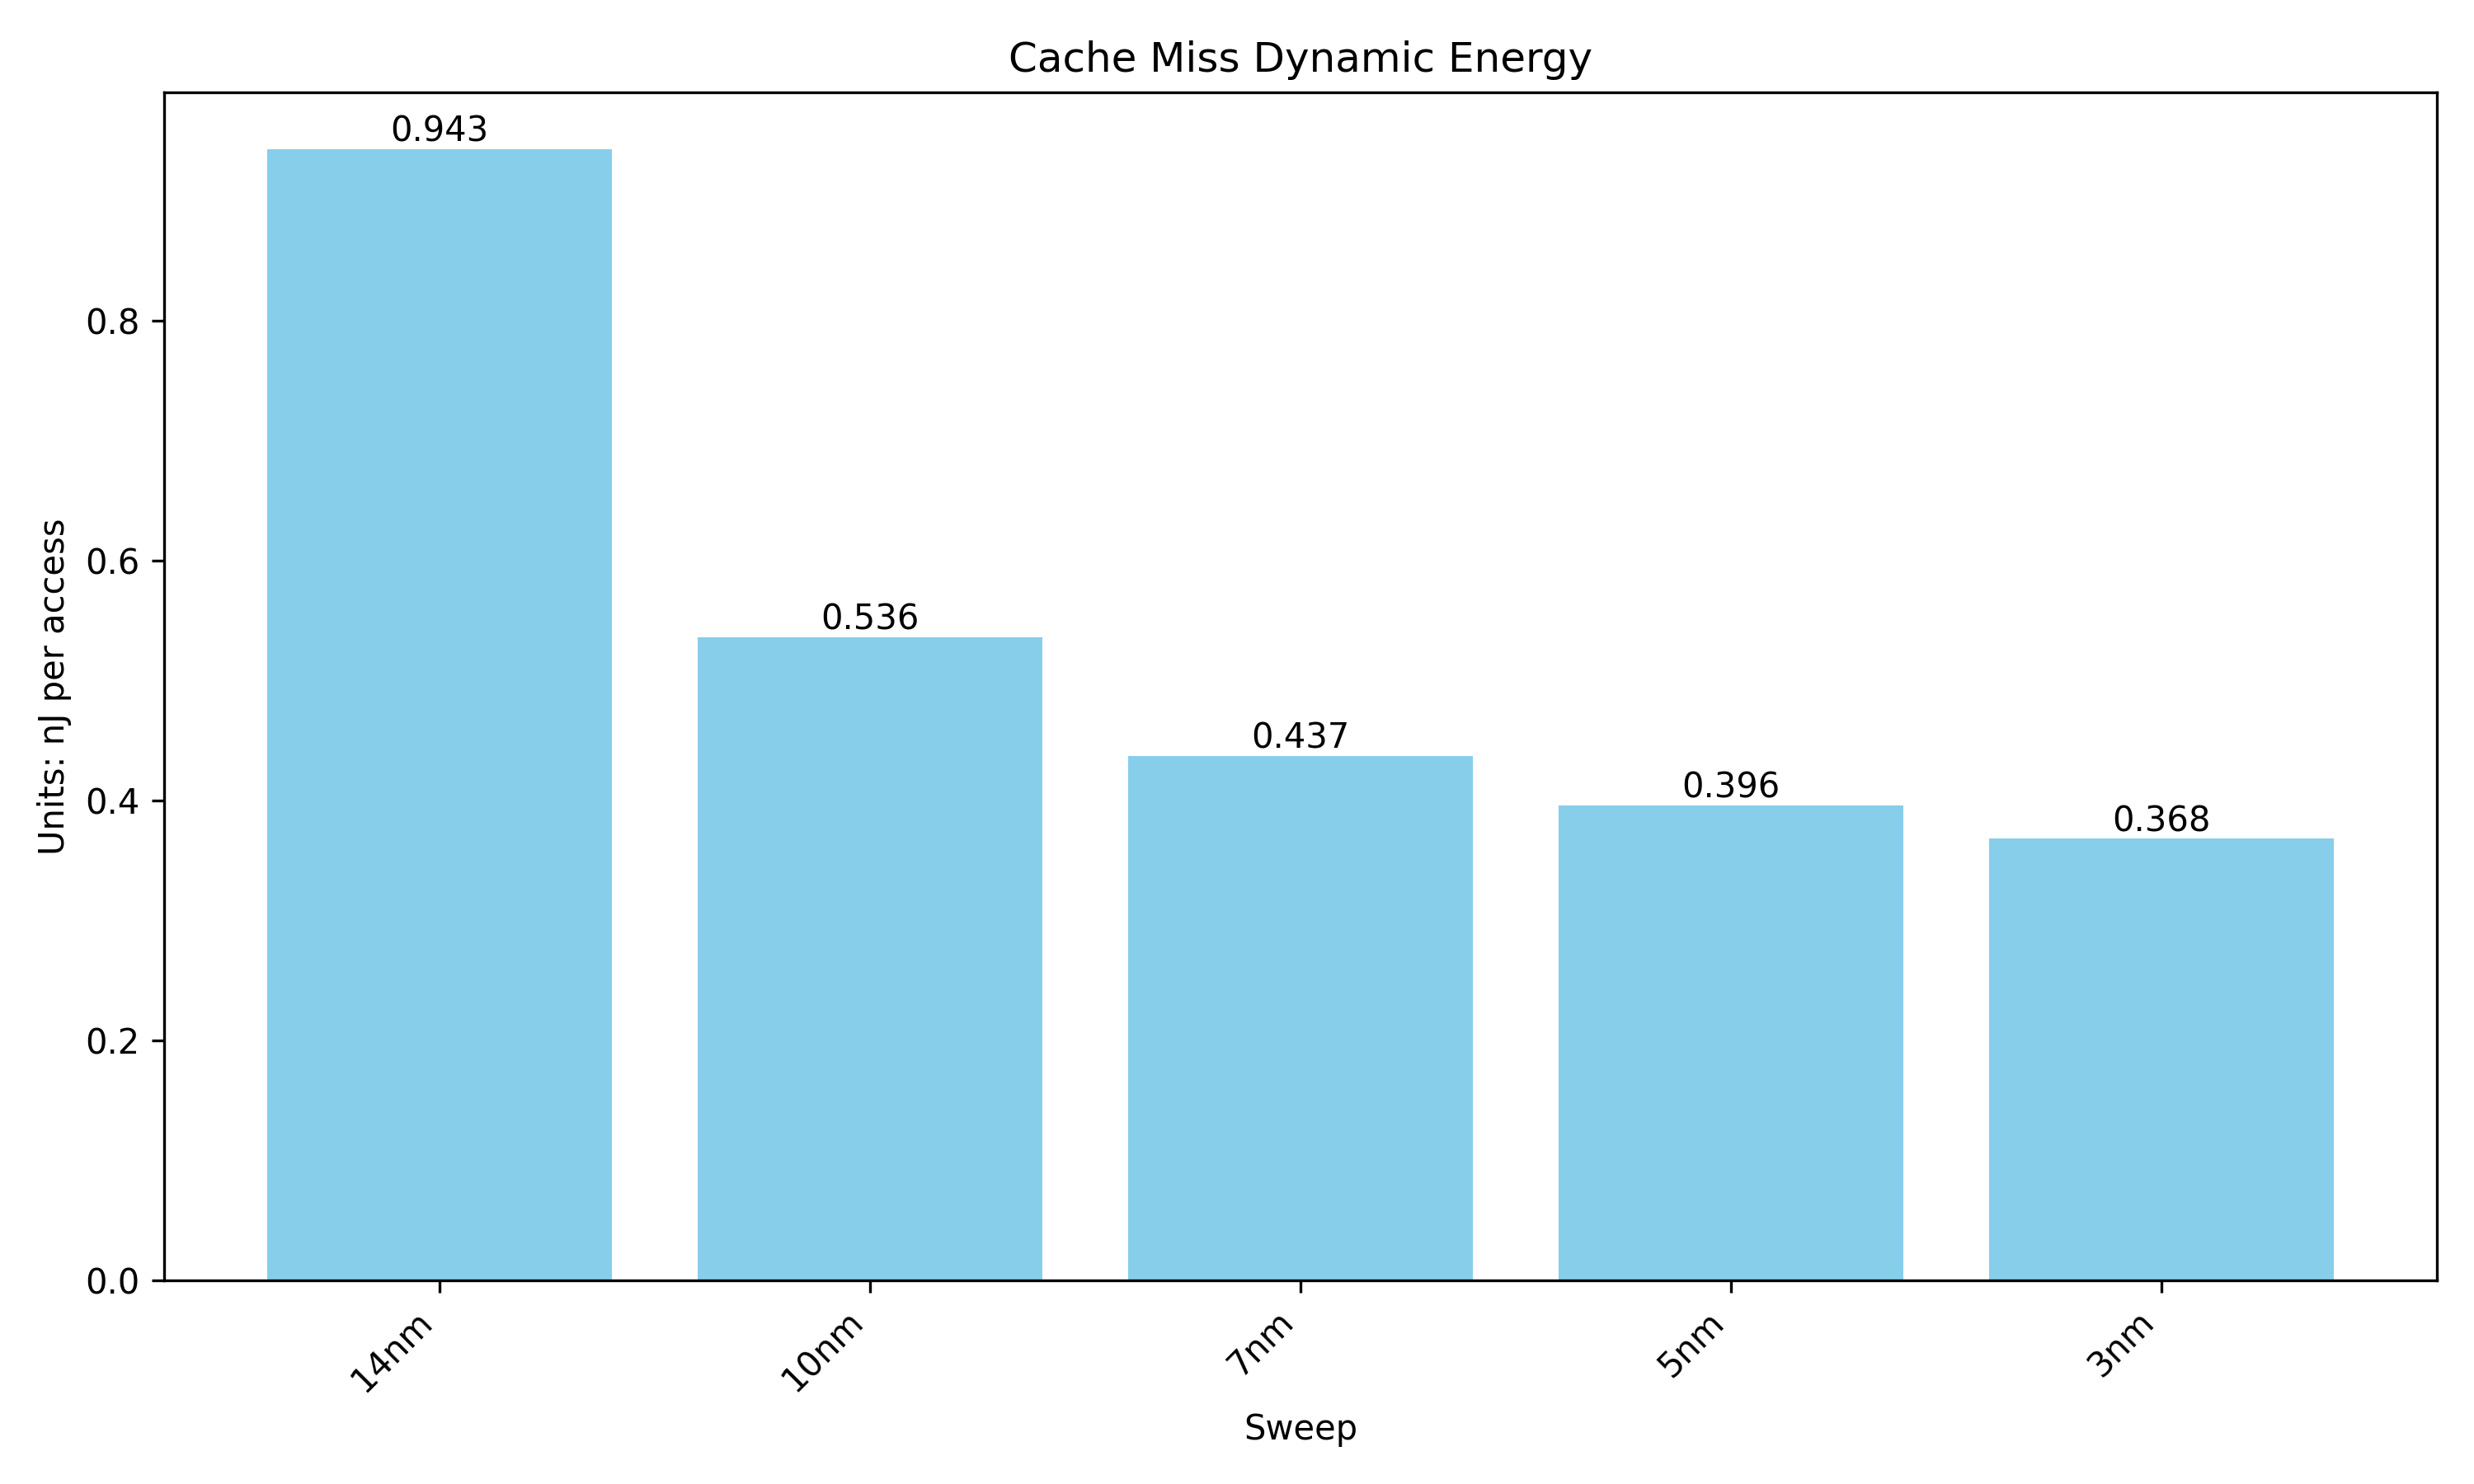 Cache Miss Dynamic Energy
Units: nJ per access
0.8
0.6
0.4
0.2
0.0
0.943
0.536
0.437
0.396
0.368
14nm
10nm
7nm
5nm
3nm
Sweep